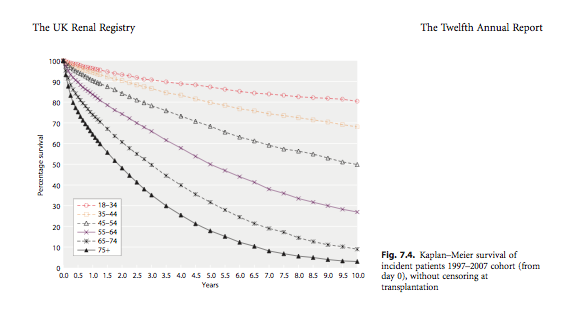 The UK Renal Registry
The Twelfth Annual Report
100
90
80
70
60
50
40
30
20
10
0
Percentage survival
18–34
35–44
45–54
55–64
65–74
75+
0.0 0.5 1.0 1.5 2.0 2.5 3.0 3.5 4.0 4.5 5.0 5.5 6.0 6.5 7.0 7.5 8.0 8.5 9.0 9.5 10.0
Years
Fig. 7.4. Kaplan–Meier survival of
incident patients 1997–2007 cohort (from
day 0), without censoring at
transplantation